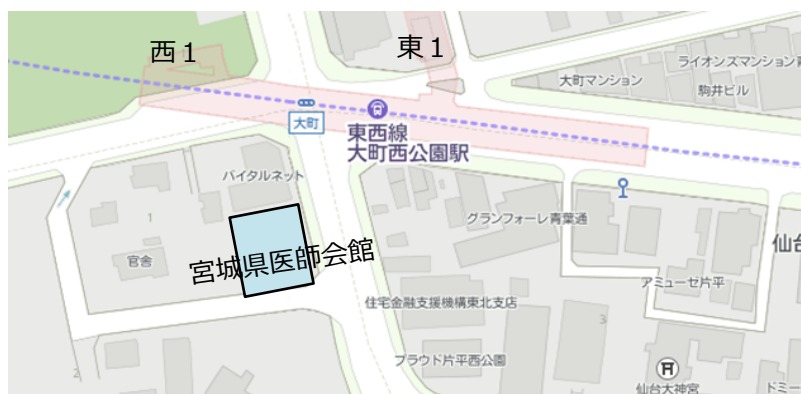 西1
東1
ライオンズマンション青
大町マンション
駒井ビル
大町
東西線
大町西公園駅
バイタルネット
グランフォーレ青葉通
1
官舎
宮城県医師会館
仙台
アミューゼ片平
住宅金融支援機構東北支店
3
プラウド片平西公園
2
仙台大神宮
ドミー